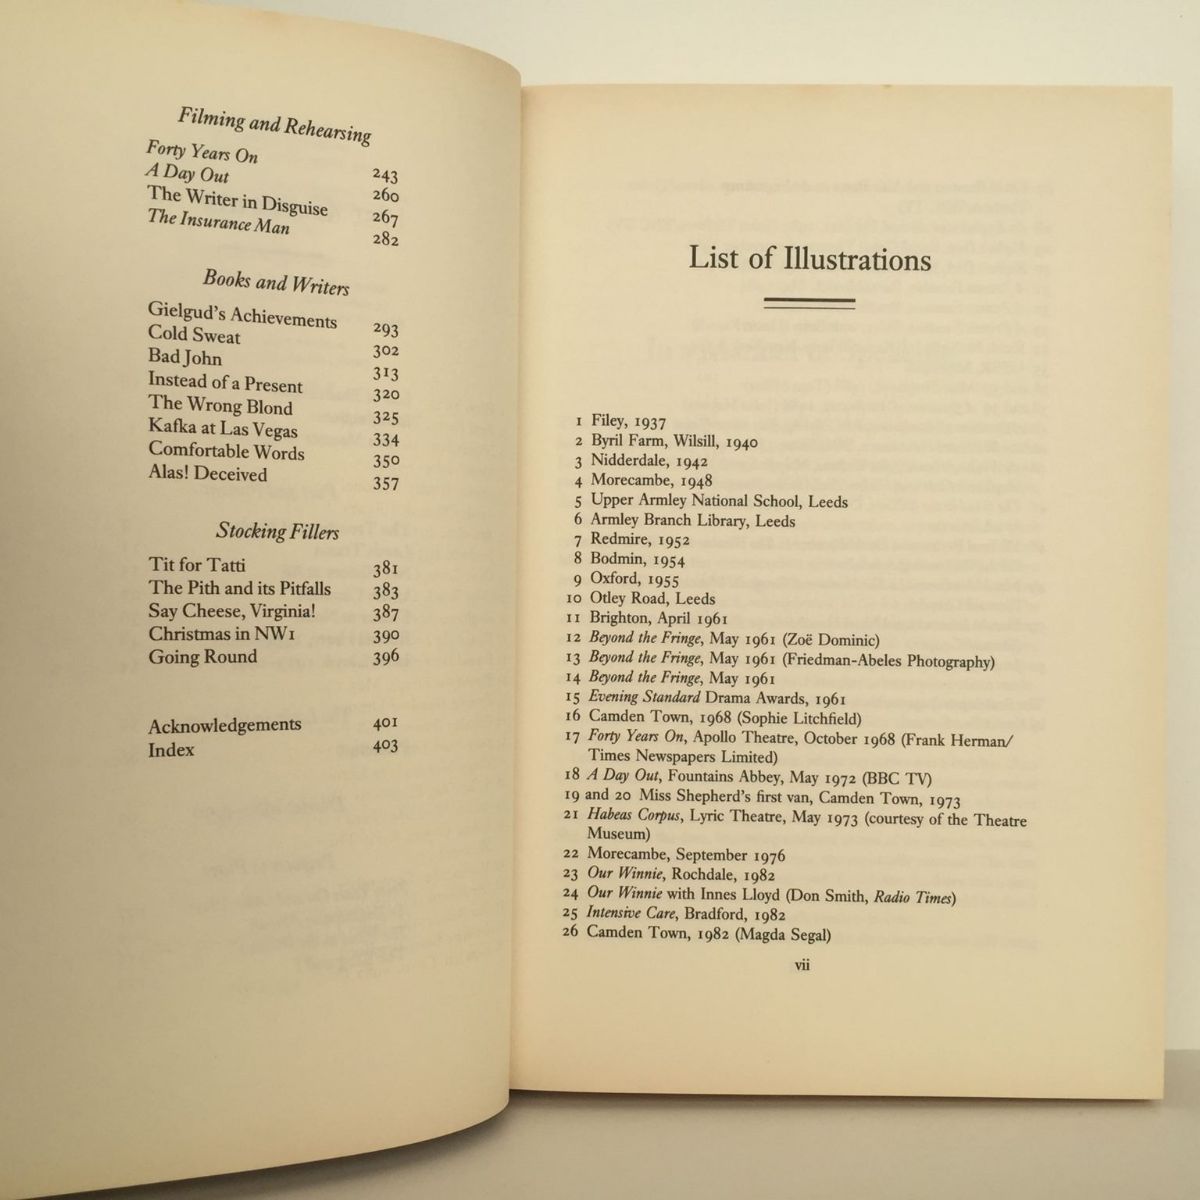 Filming and Rehearsing
Forty Years On 243
A Day Out 260
The Writer in Disguise 267
The Insurance Man 282
Books and Writers
Gielgud's Achievements 293
Cold Sweat 302
Bad John 313
Instead of a Present 320
The Wrong Blond 325
Kafka at Las Vegas 334
Comfortable Words 350
Alas! Deceived 357
Stocking Fillers
Tit for Tatti 381
The Pith and its Pitfalls 383
Say Cheese, Virginia! 387
Christmas in NW1 390
Going Round 396
Acknowledgements 401
Index 403
List of Illustrations
1 Filey, 1937
2 Byril Farm, Wilsill, 1940
3 Nidderdale, 1942
4 Morecambe, 1948
5 Upper Armley National School, Leeds
6 Armley Branch Library, Leeds
7 Redmire, 1952
8 Bodmin, 1954
9 Oxford, 1955
10 Otley Road, Leeds
11 Brighton, April 1961
12 Beyond the Fringe, May 1961 (Zoë Dominic)
13 Beyond the Fringe, May 1961 (Friedman-Abeles Photography)
14 Beyond the Fringe, May 1961
15 Evening Standard Drama Awards, 1961
16 Camden Town, 1968 (Sophie Litchfield)
17 Forty Years On, Apollo Theatre, October 1968 (Frank Herman/
Times Newspapers Limited)
18 A Day Out, Fountains Abbey, May 1972 (BBC TV)
19 and 20 Miss Shepherd's first van, Camden Town, 1973
21 Habeas Corpus, Lyric Theatre, May 1973 (courtesy of the Theatre
Museum)
22 Morecambe, September 1976
23 Our Winnie, Rochdale, 1982
24 Our Winnie with Innes Lloyd (Don Smith, Radio Times)
25 Intensive Care, Bradford, 1982
26 Camden Town, 1982 (Magda Segal)
vii